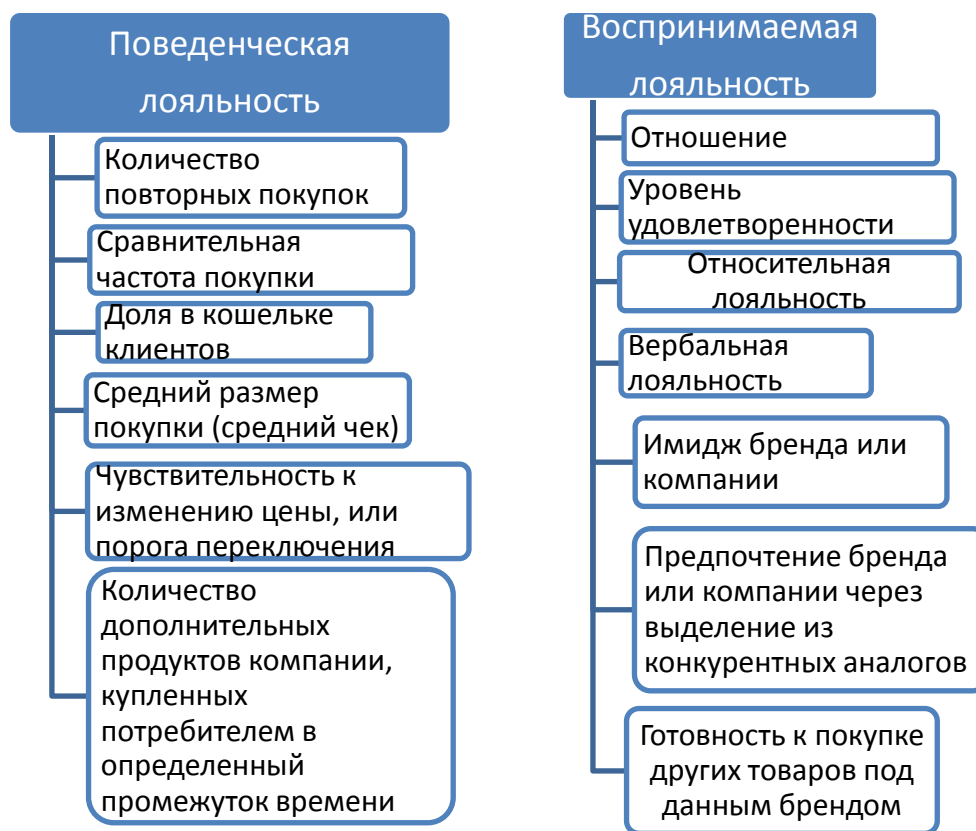 Поведенческая
лояльность
Количество
повторных покупок
Сравнительная
частота покупки
Доля в кошельке
клиентов
Средний размер
покупки (средний чек)
Чувствительность к
изменению цены, или
порога переключения
Количество
дополнительных
продуктов компании,
купленных
потребителем в
определенный
промежуток времени
Воспринимаемая
лояльность
Отношение
Уровень
удовлетворенности
Относительная
лояльность
Вербальная
лояльность
Имидж бренда или
компании
Предпочтение бренда
или компании через
выделение из
конкурентных аналогов
Готовность к покупке
других товаров под
данным брендом